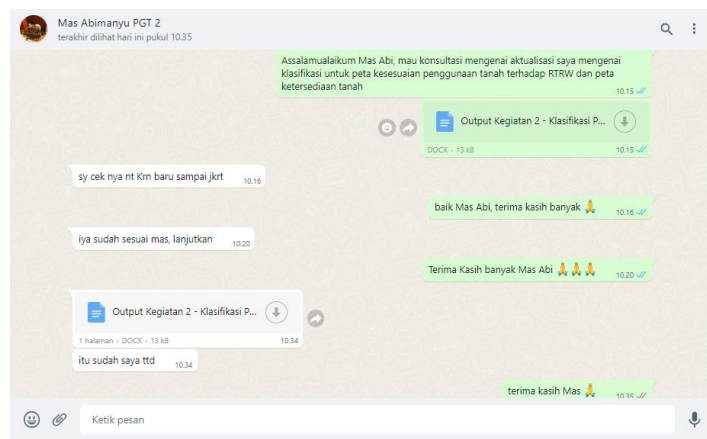 Mas Abimanyu PGT 2
terakhir dilihat hari ini pukul 10.35
Assalamualaikum Mas Abi, mau konsultasi mengenai aktualisasi saya mengenai
klasifikasi untuk peta kesesuaian penggunaan tanah terhadap RTRW dan peta
ketersediaan tanah
10.15
Output Kegiatan 2 - Klasifikasi P...
DOCX • 13 kB
10.15
sy cek nya nt Krn baru sampai jkrt
10.16
baik Mas Abi, terima kasih banyak 🙏
10.16
iya sudah sesuai mas, lanjutkan
10.20
Terima Kasih banyak Mas Abi 🙏🙏🙏
10.20
Output Kegiatan 2 - Klasifikasi P...
1 halaman • DOCX • 13 kB
10.34
itu sudah saya ttd
10.34
terima kasih Mas 🙏
10.35
Ketik pesan